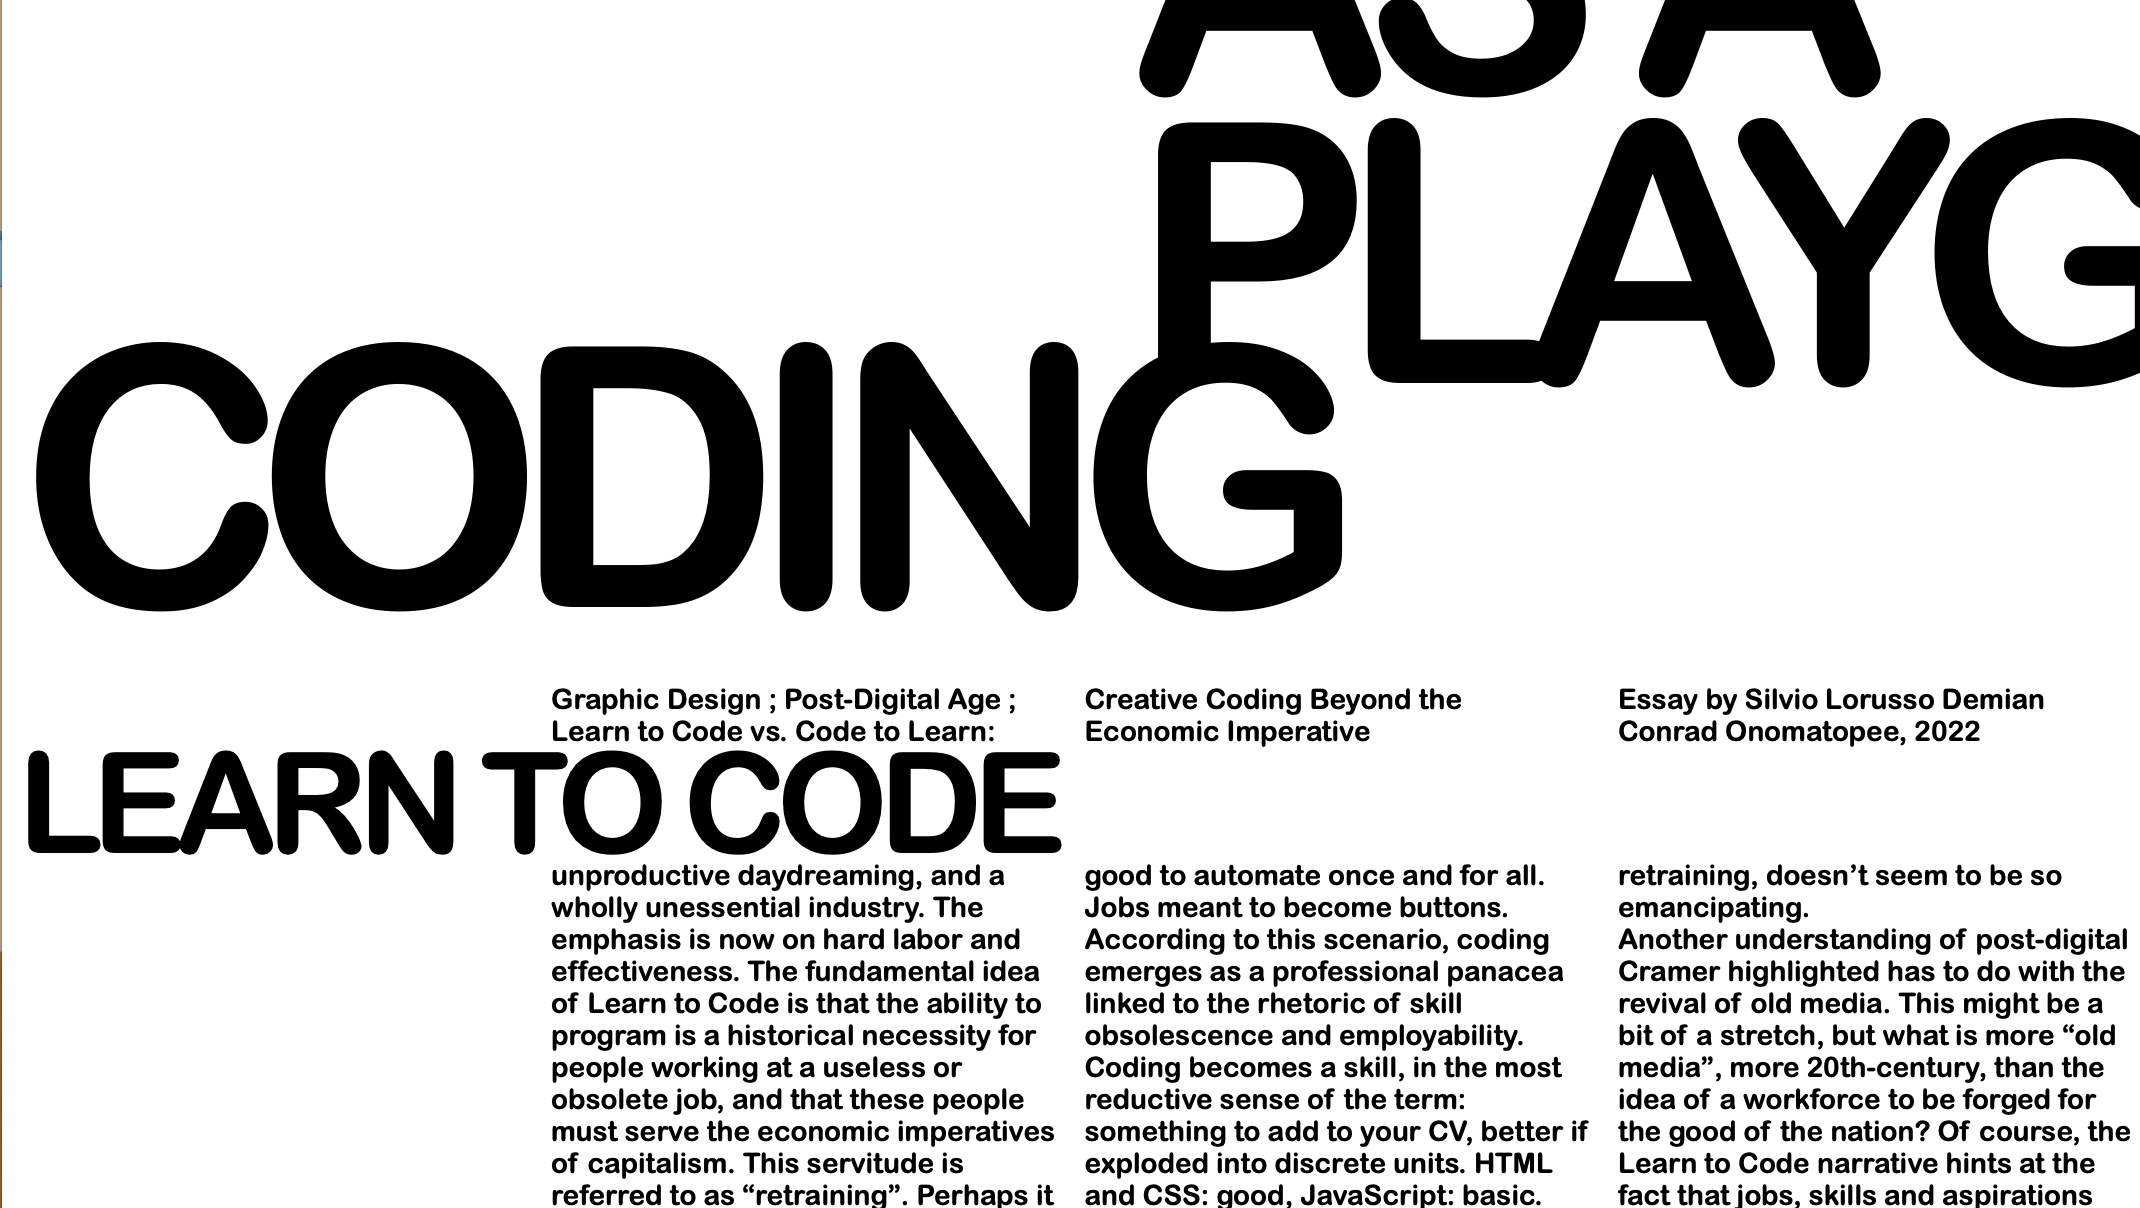 AS A
PLAYG
CODING
Graphic Design ; Post-Digital Age ;
Learn to Code vs. Code to Learn:
Creative Coding Beyond the
Economic Imperative
Essay by Silvio Lorusso Demian
Conrad Onomatopee, 2022
LEARN TO CODE
unproductive daydreaming, and a
wholly unessential industry. The
emphasis is now on hard labor and
effectiveness. The fundamental idea
of Learn to Code is that the ability to
program is a historical necessity for
people working at a useless or
obsolete job, and that these people
must serve the economic imperatives
of capitalism. This servitude is
referred to as “retraining”. Perhaps it
good to automate once and for all.
Jobs meant to become buttons.
According to this scenario, coding
emerges as a professional panacea
linked to the rhetoric of skill
obsolescence and employability.
Coding becomes a skill, in the most
reductive sense of the term:
something to add to your CV, better if
exploded into discrete units. HTML
and CSS: good, JavaScript: basic.
retraining, doesn’t seem to be so
emancipating.
Another understanding of post-digital
Cramer highlighted has to do with the
revival of old media. This might be a
bit of a stretch, but what is more “old
media”, more 20th-century, than the
idea of a workforce to be forged for
the good of the nation? Of course, the
Learn to Code narrative hints at the
fact that jobs, skills and aspirations